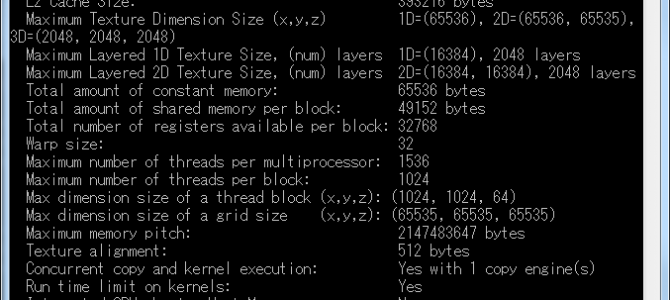 L2 Cache Size: 393216 bytes
Maximum Texture Dimension Size (x,y,z) 1D=(65536), 2D=(65536, 65535),
3D=(2048, 2048, 2048)
Maximum Layered 1D Texture Size, (num) layers 1D=(16384), 2048 layers
Maximum Layered 2D Texture Size, (num) layers 2D=(16384, 16384), 2048 layers
Total amount of constant memory: 65536 bytes
Total amount of shared memory per block: 49152 bytes
Total number of registers available per block: 32768
Warp size: 32
Maximum number of threads per multiprocessor: 1536
Maximum number of threads per block: 1024
Max dimension size of a thread block (x,y,z): (1024, 1024, 64)
Max dimension size of a grid size (x,y,z): (65535, 65535, 65535)
Maximum memory pitch: 2147483647 bytes
Texture alignment: 512 bytes
Concurrent copy and kernel execution: Yes with 1 copy engine(s)
Run time limit on kernels: Yes